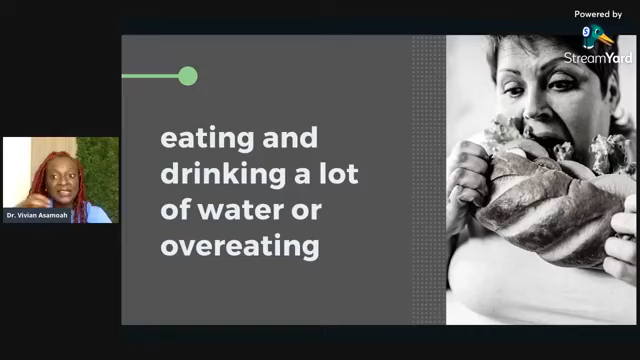 Powered by
StreamYard
eating and
drinking a lot
of water or
overeating
Dr. Vivian Asamoah